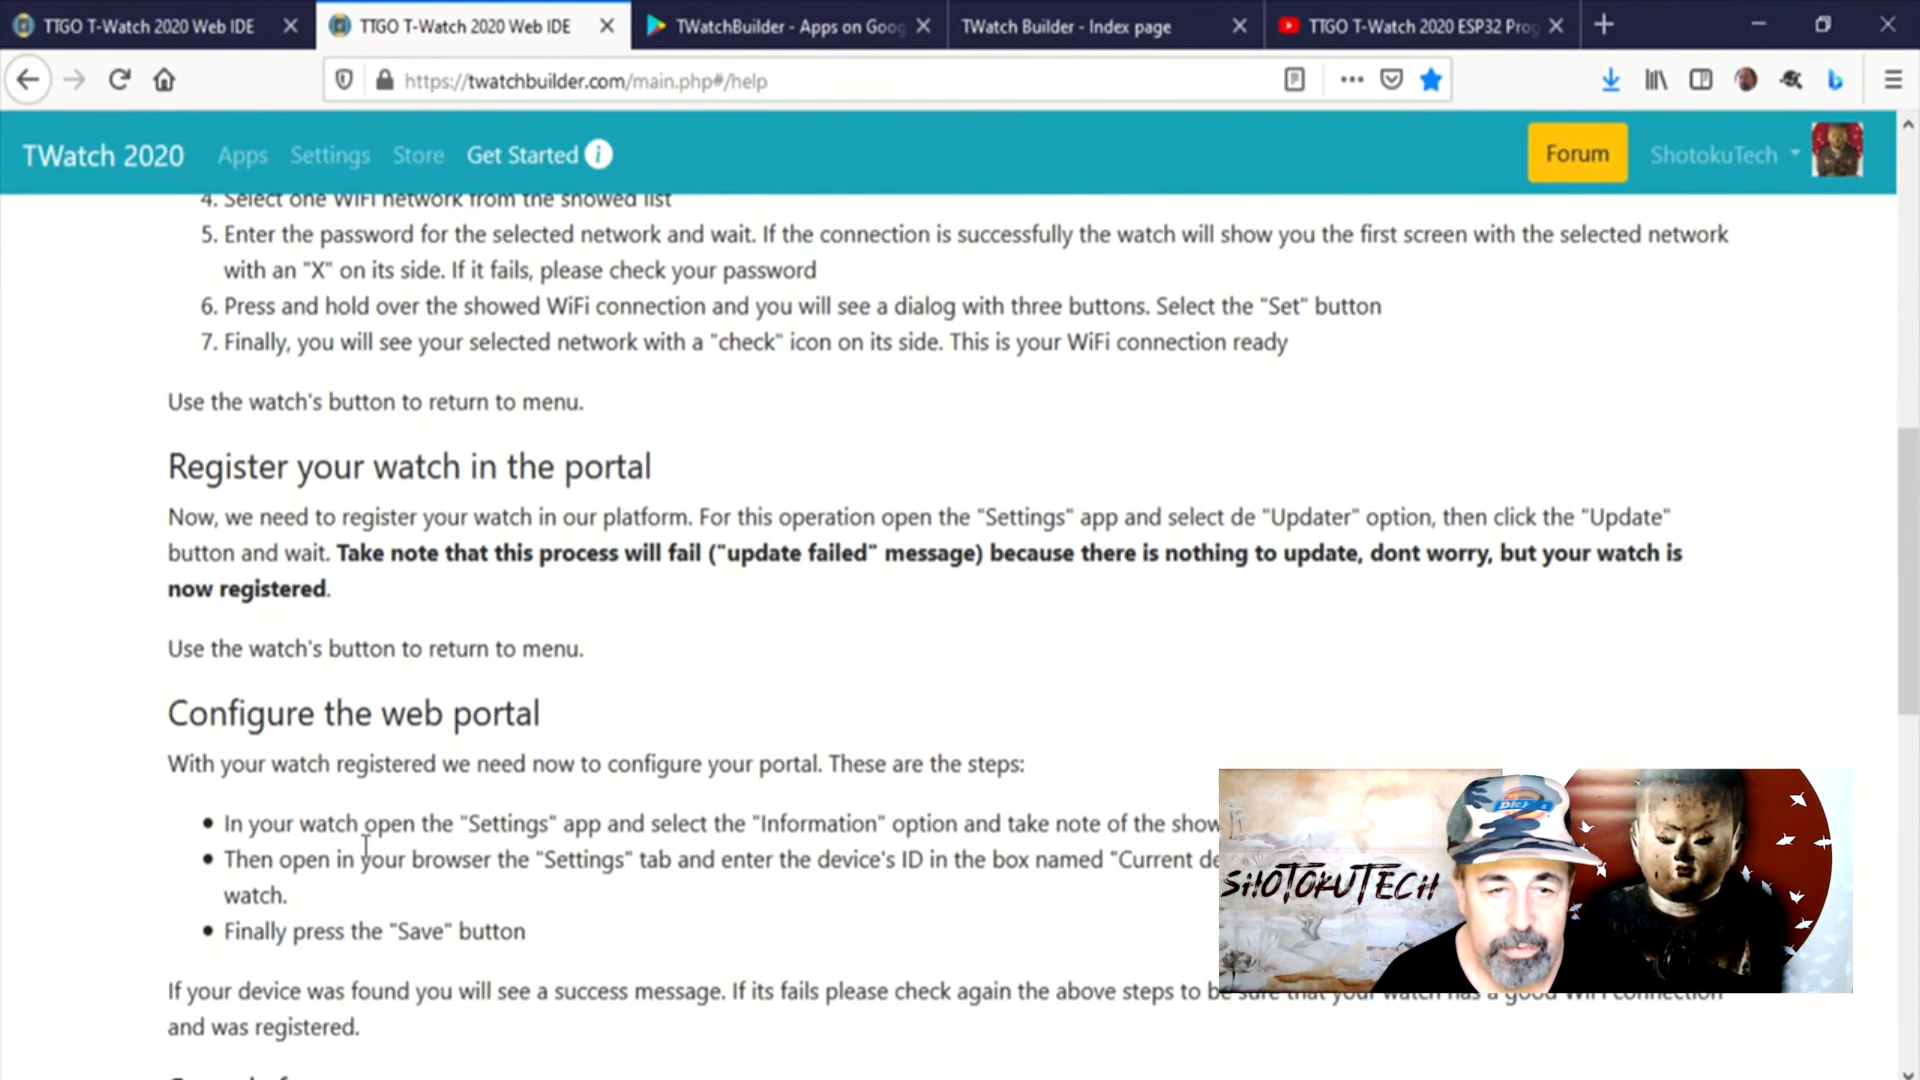 TTGO T-Watch 2020 Web IDE
TTGO T-Watch 2020 Web IDE
TWatchBuilder - Apps on Goog
TWatch Builder - Index page
TTGO T-Watch 2020 ESP32 Prog
https://twatchbuilder.com/main.php#/help
TWatch 2020 Apps Settings Store Get Started i Forum ShotokuTech
4. Select one WiFi network from the showed list
5. Enter the password for the selected network and wait. If the connection is successfully the watch will show you the first screen with the selected network
with an "X" on its side. If it fails, please check your password
6. Press and hold over the showed WiFi connection and you will see a dialog with three buttons. Select the "Set" button
7. Finally, you will see your selected network with a "check" icon on its side. This is your WiFi connection ready
Use the watch's button to return to menu.
Register your watch in the portal
Now, we need to register your watch in our platform. For this operation open the "Settings" app and select de "Updater" option, then click the "Update"
button and wait. Take note that this process will fail ("update failed" message) because there is nothing to update, dont worry, but your watch is
now registered.
Use the watch's button to return to menu.
Configure the web portal
With your watch registered we need now to configure your portal. These are the steps:
In your watch open the "Settings" app and select the "Information" option and take note of the show
Then open in your browser the "Settings" tab and enter the device's ID in the box named "Current de
watch.
Finally press the "Save" button
SHOTOKUTECH
If your device was found you will see a success message. If its fails please check again the above steps to be sure that your watch has a good WiFi connection
and was registered.